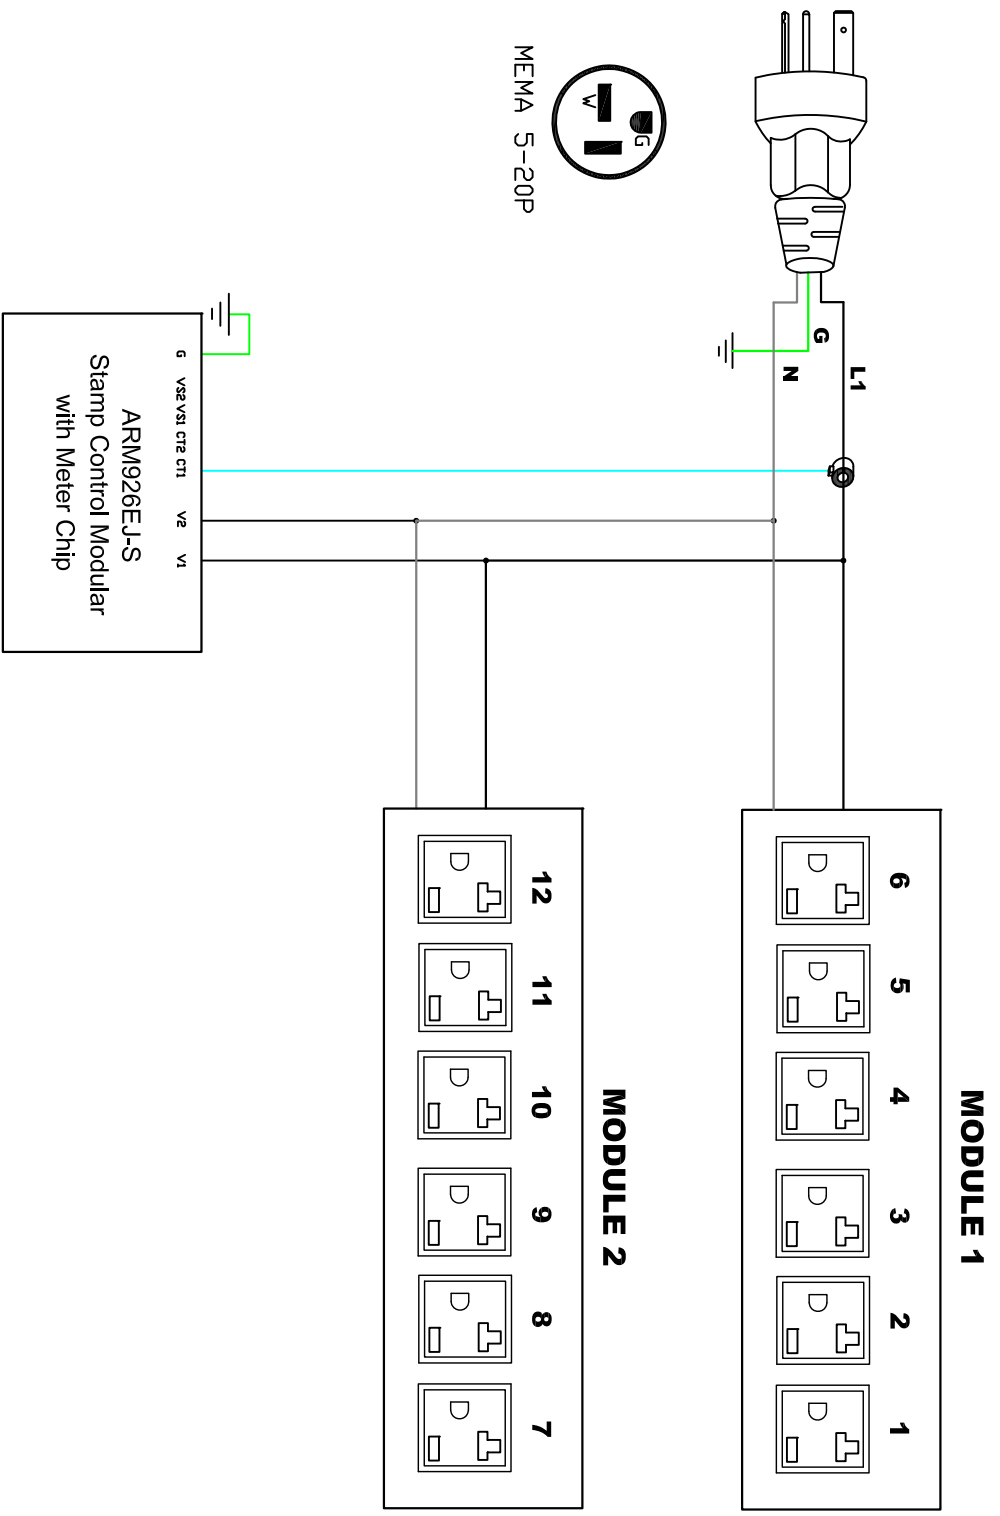 MODULE 1
6 5 4 3 2 1
L1
G
N
MODULE 2
12 11 10 9 8 7
G
W
MEMA 5-20P
G VS2 VS1 CT2 CT1 V2 V1
ARM926EJ-S
Stamp Control Modular
with Meter Chip